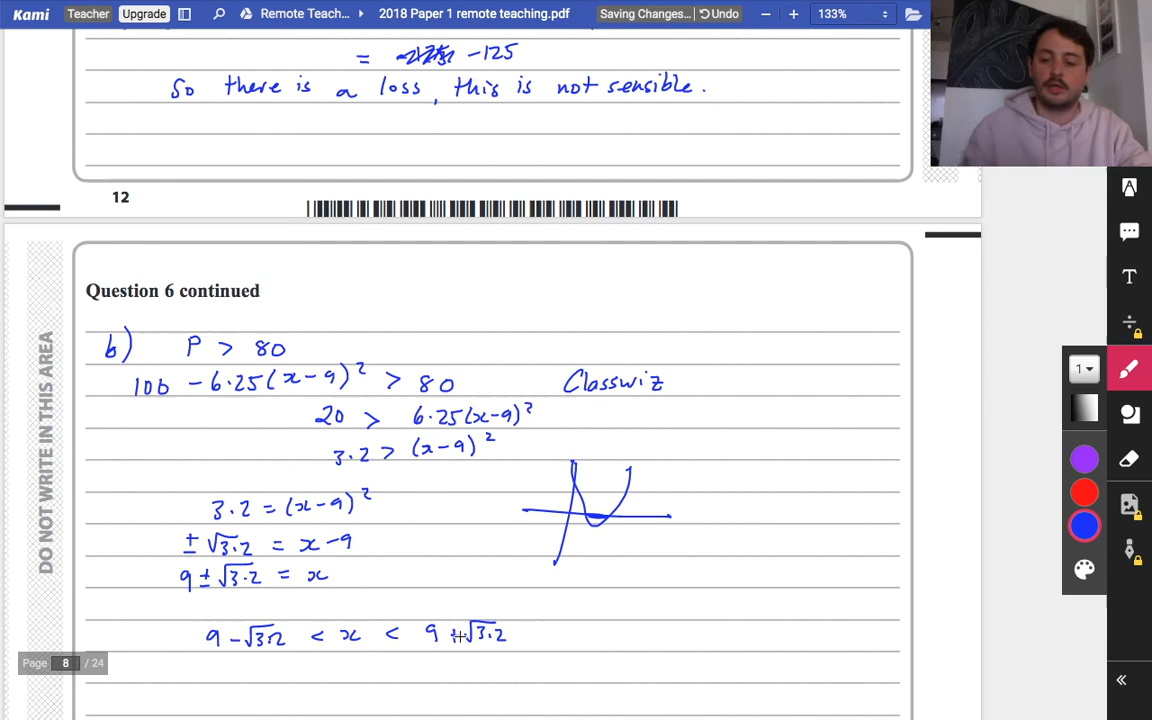 Kami Teacher Upgrade Remote Teach... 2018 Paper 1 remote teaching.pdf Saving Changes... Undo 133%
= -125
So there is a loss, this is not sensible.
12
Question 6 continued
b) P > 80
100 - 6.25(x-9)² > 80 Classwiz
20 > 6.25(x-9)²
3.2 > (x-9)²
3.2 = (x-9)²
± √3.2 = x-9
9 ± √3.2 = x
9 - √3.2 < x < 9 + √3.2
DO NOT WRITE IN THIS AREA
Page 8 / 24
1